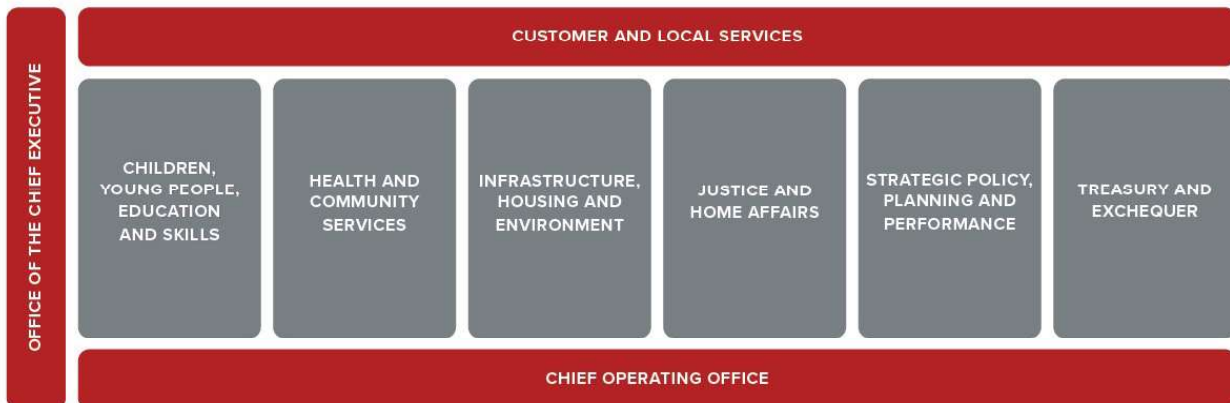 OFFICE OF THE CHIEF EXECUTIVE
CUSTOMER AND LOCAL SERVICES
CHILDREN,
YOUNG PEOPLE,
EDUCATION
AND SKILLS
HEALTH AND
COMMUNITY
SERVICES
INFRASTRUCTURE,
HOUSING AND
ENVIRONMENT
JUSTICE AND
HOME AFFAIRS
STRATEGIC POLICY,
PLANNING AND
PERFORMANCE
TREASURY AND
EXCHEQUER
CHIEF OPERATING OFFICE